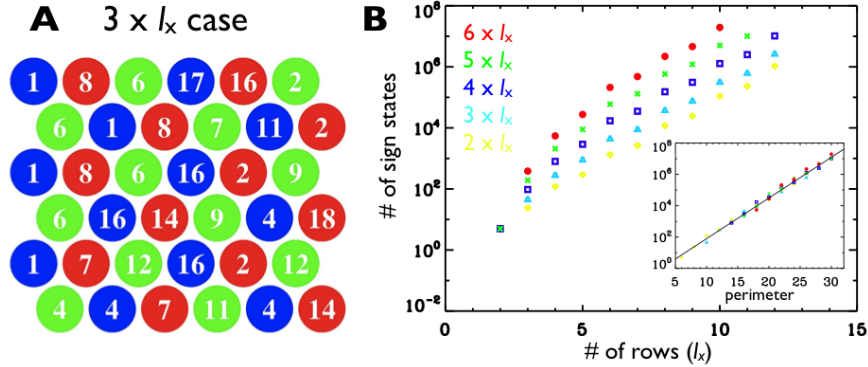 A 3 x lx case
1 8 6 17 16 2
6 1 8 7 11 2
1 8 6 16 2 9
6 16 14 9 4 18
1 7 12 16 2 12
4 4 7 11 4 14
B
10^8
10^6
10^4
10^2
10^0
10^-2
# of sign states
6 x lx
5 x lx
4 x lx
3 x lx
2 x lx
10^8
10^6
10^4
10^2
10^0
5 10 15 20 25 30
perimeter
0 5 10 15
# of rows (lx)